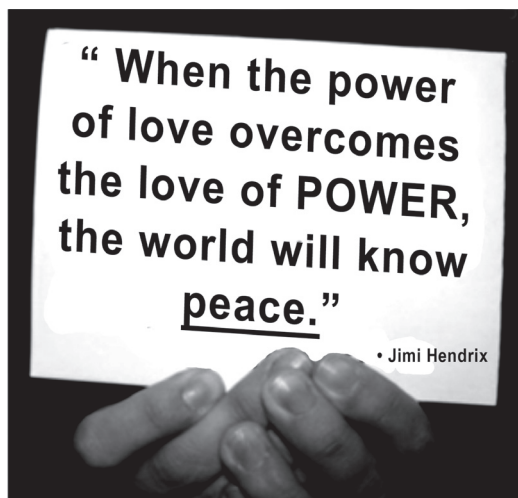 “ When the power
of love overcomes
the love of POWER,
the world will know
peace.”
• Jimi Hendrix